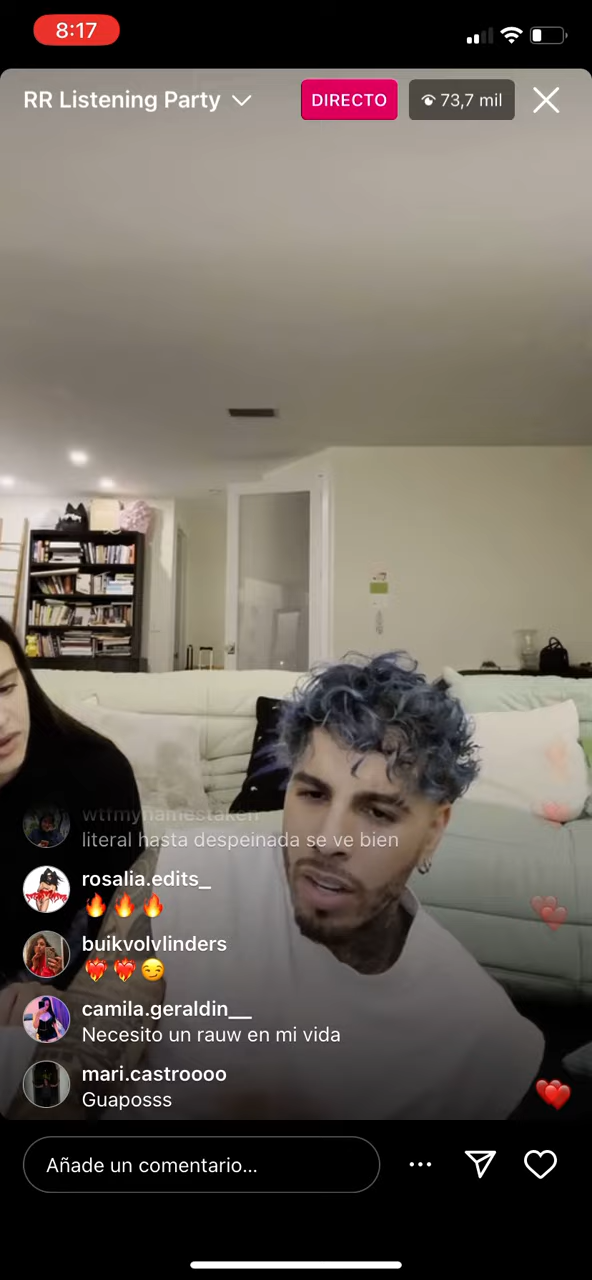 8:17
RR Listening Party
DIRECTO
73,7 mil
wtfmynamestaken
literal hasta despeinada se ve bien
rosalia.edits_
🔥🔥🔥
buikvolvlinders
❤️‍🔥❤️‍🔥😏
camila.geraldin__
Necesito un rauw en mi vida
mari.castroooo
Guaposss
Añade un comentario...